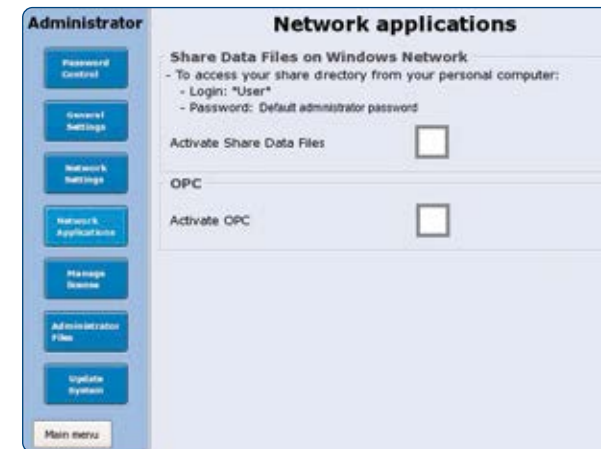 Administrator
Network applications
Password
Control
General
Settings
Network
Settings
Network
Applications
Manage
license
Administrator
Files
Update
System
Main menu
Share Data Files on Windows Network
- To access your share drectory from your personal computer:
- Login: "User"
- Password: Default administrator password
Activate Share Data Files
OPC
Activate OPC